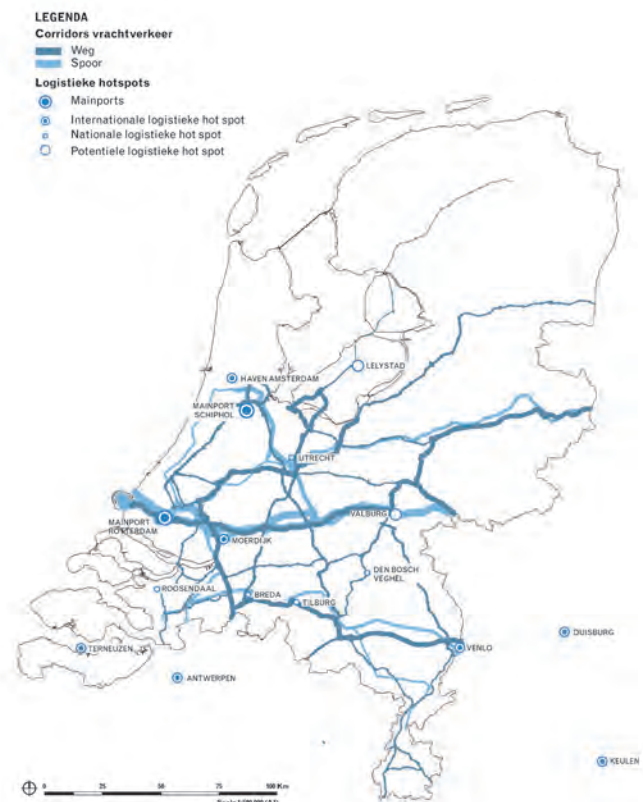 LEGENDA
Corridors vrachtverkeer
Weg
Spoor
Logistieke hotspots
Mainports
Internationale logistieke hot spot
Nationale logistieke hot spot
Potentiele logistieke hot spot
LELYSTAD
HAVEN AMSTERDAM
MAINPORT
SCHIPHOL
UTRECHT
MAINPORT
ROTTERDAM
VALBURG
MOERDIJK
DEN BOSCH
VEGHEL
ROOSENDAAL
BREDA
TILBURG
DUISBURG
TERNEUZEN
VENLO
ANTWERPEN
KEULEN
0 25 50 75 100 Km